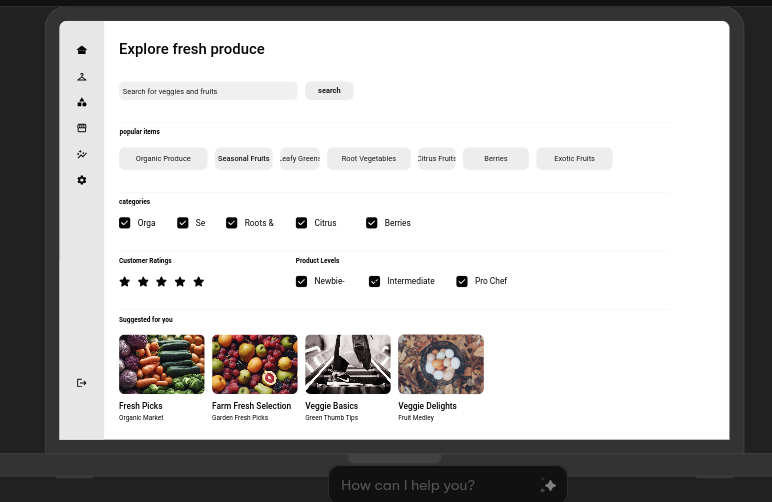 Explore fresh produce
Search for veggies and fruits
search
popular items
Organic Produce
Seasonal Fruits
eafy Greens
Root Vegetables
Citrus Fruits
Berries
Exotic Fruits
categories
Orga
Se
Roots &
Citrus
Berries
Customer Ratings
Product Levels
Newbie-
Intermediate
Pro Chef
Suggested for you
Fresh Picks
Organic Market
Farm Fresh Selection
Garden Fresh Picks
Veggie Basics
Green Thumb Tips
Veggie Delights
Fruit Medley
How can I help you?